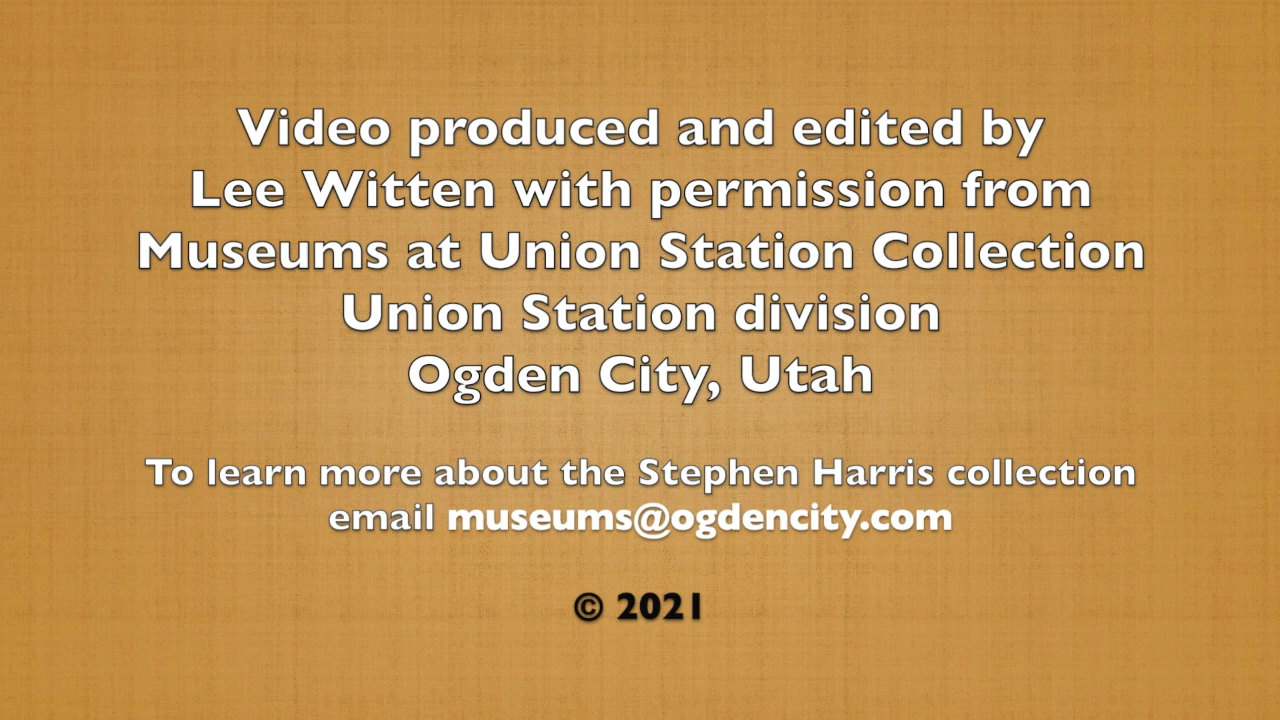 Video produced and edited by
Lee Witten with permission from
Museums at Union Station Collection
Union Station division
Ogden City, Utah
To learn more about the Stephen Harris collection
email museums@ogdencity.com
© 2021